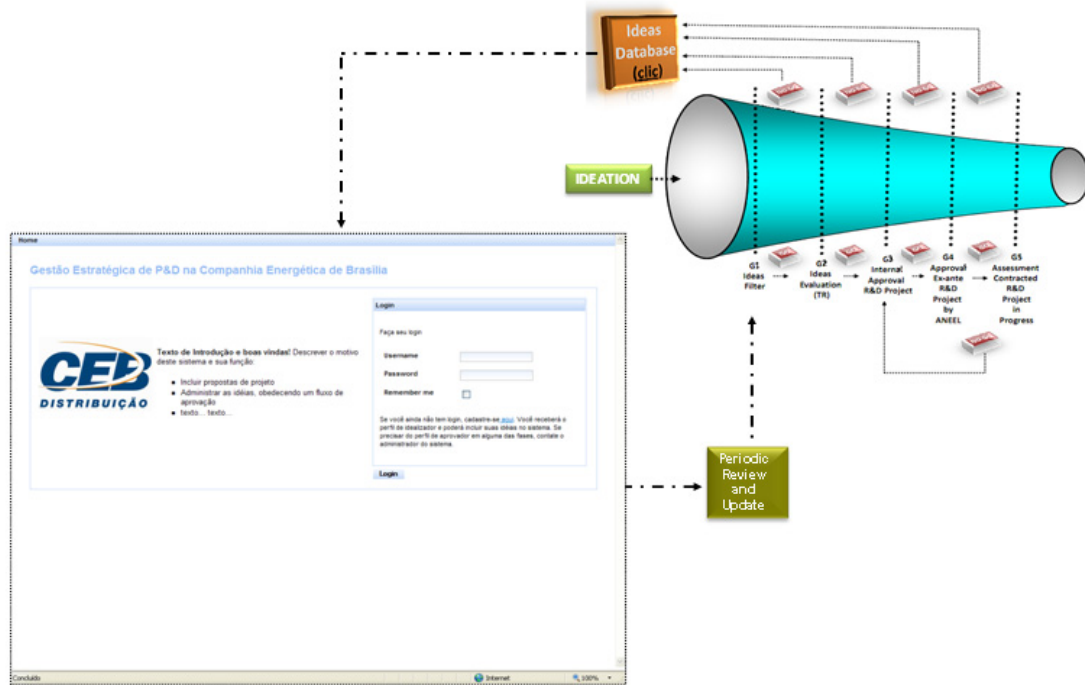 Ideas
Database
(clic)
IDEATION
G1
Ideas
Filter
G2
Ideas
Evaluation
(TR)
G3
Internal
Approval
R&D Project
G4
Approval
Ex-ante
R&D
Project
by
ANEEL
G5
Assessment
Contracted
R&D
Project
in
Progress
Home
Gestão Estratégica de P&D na Companhia Energética de Brasília
CEB
DISTRIBUIÇÃO
Texto de Introdução e boas vindas! Descrever o motivo
deste sistema e sua função:
Incluir propostas de projeto
Administrar as idéias, obedecendo um fluxo de
aprovação
texto... texto...
Login
Faça seu login
Username
Password
Remember me
Se você ainda não tem login, cadastre-se aqui. Você receberá o
perfil de idealizador e poderá incluir suas idéias no sistema. Se
precisar do perfil de aprovador em alguma das fases, contate o
administrador do sistema.
Login
Periodic
Review
and
Update
Concluído
Internet
100%